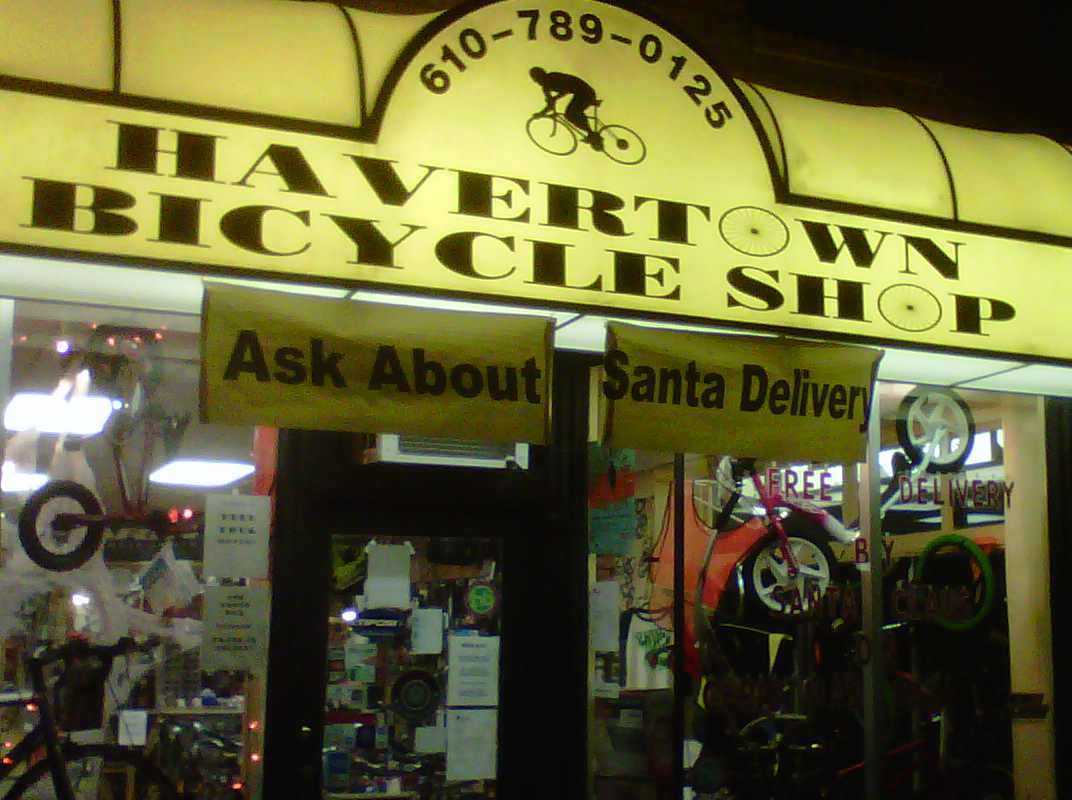 610-789-0125
HAVERTOWN
BICYCLE SHOP
Ask About
Santa Delivery
FREE DELIVERY
BY
SANTA CLAUS